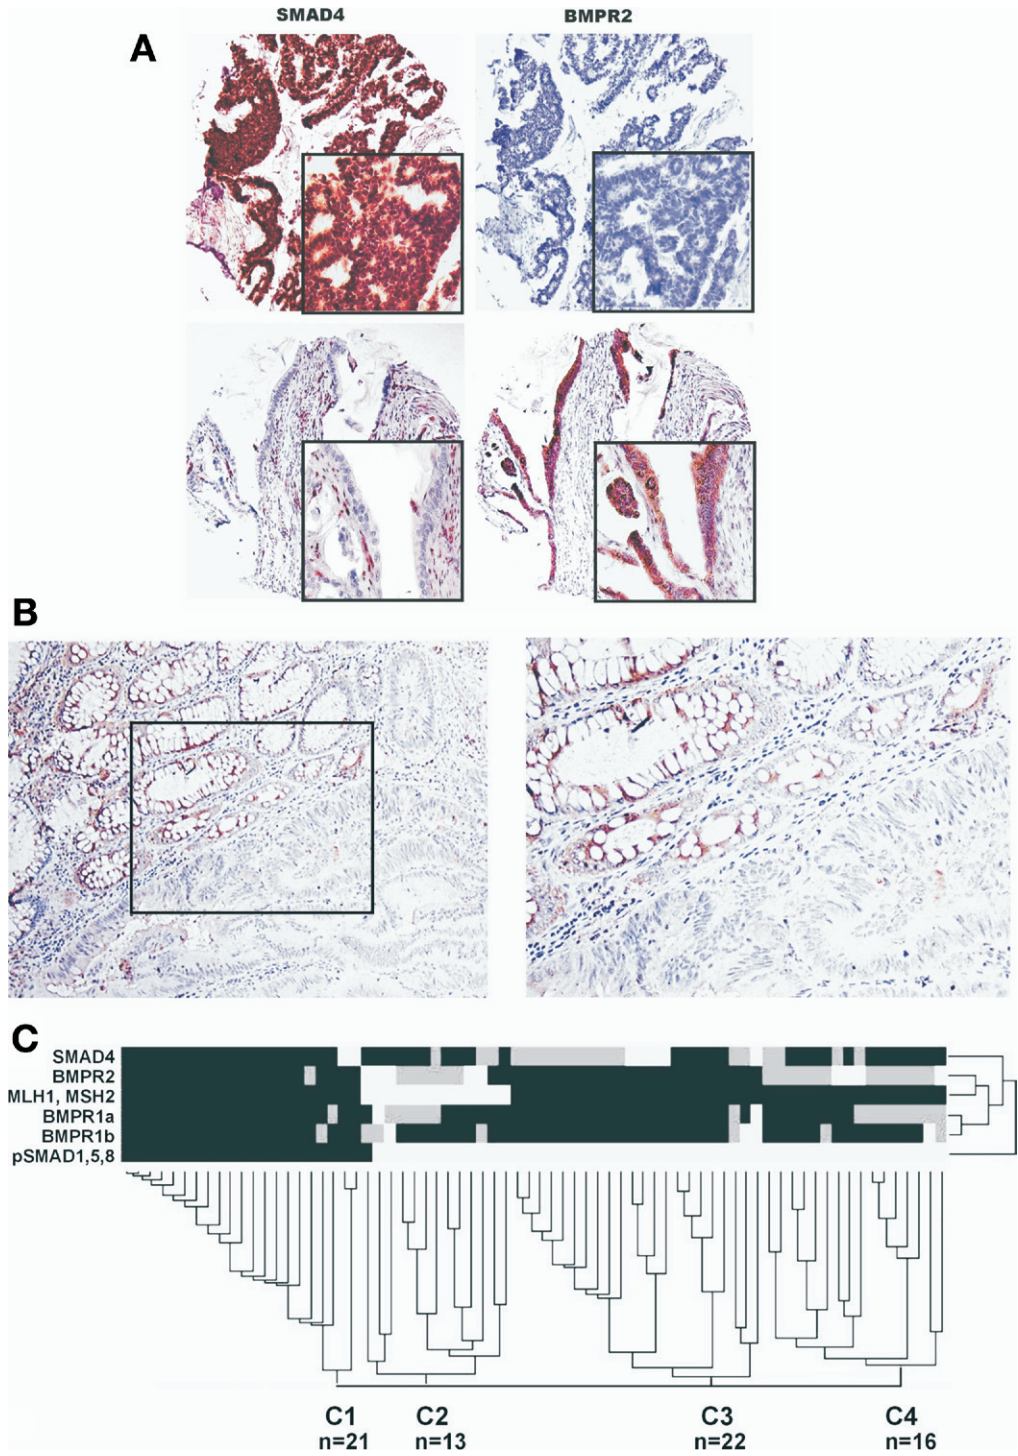 SMAD4 BMPR2
A
B
C
SMAD4
BMPR2
MLH1, MSH2
BMPR1a
BMPR1b
pSMAD1,5,8
C1 C2 C3 C4
n=21 n=13 n=22 n=16